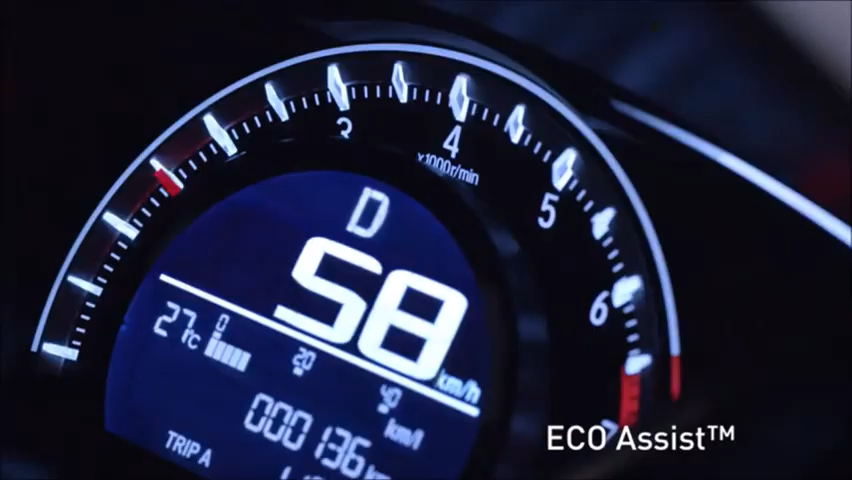 3
4
x1000r/min
5
6
D
58
km/h
27°C
0
20
40
km/l
000136
TRIP A
ECO Assist™